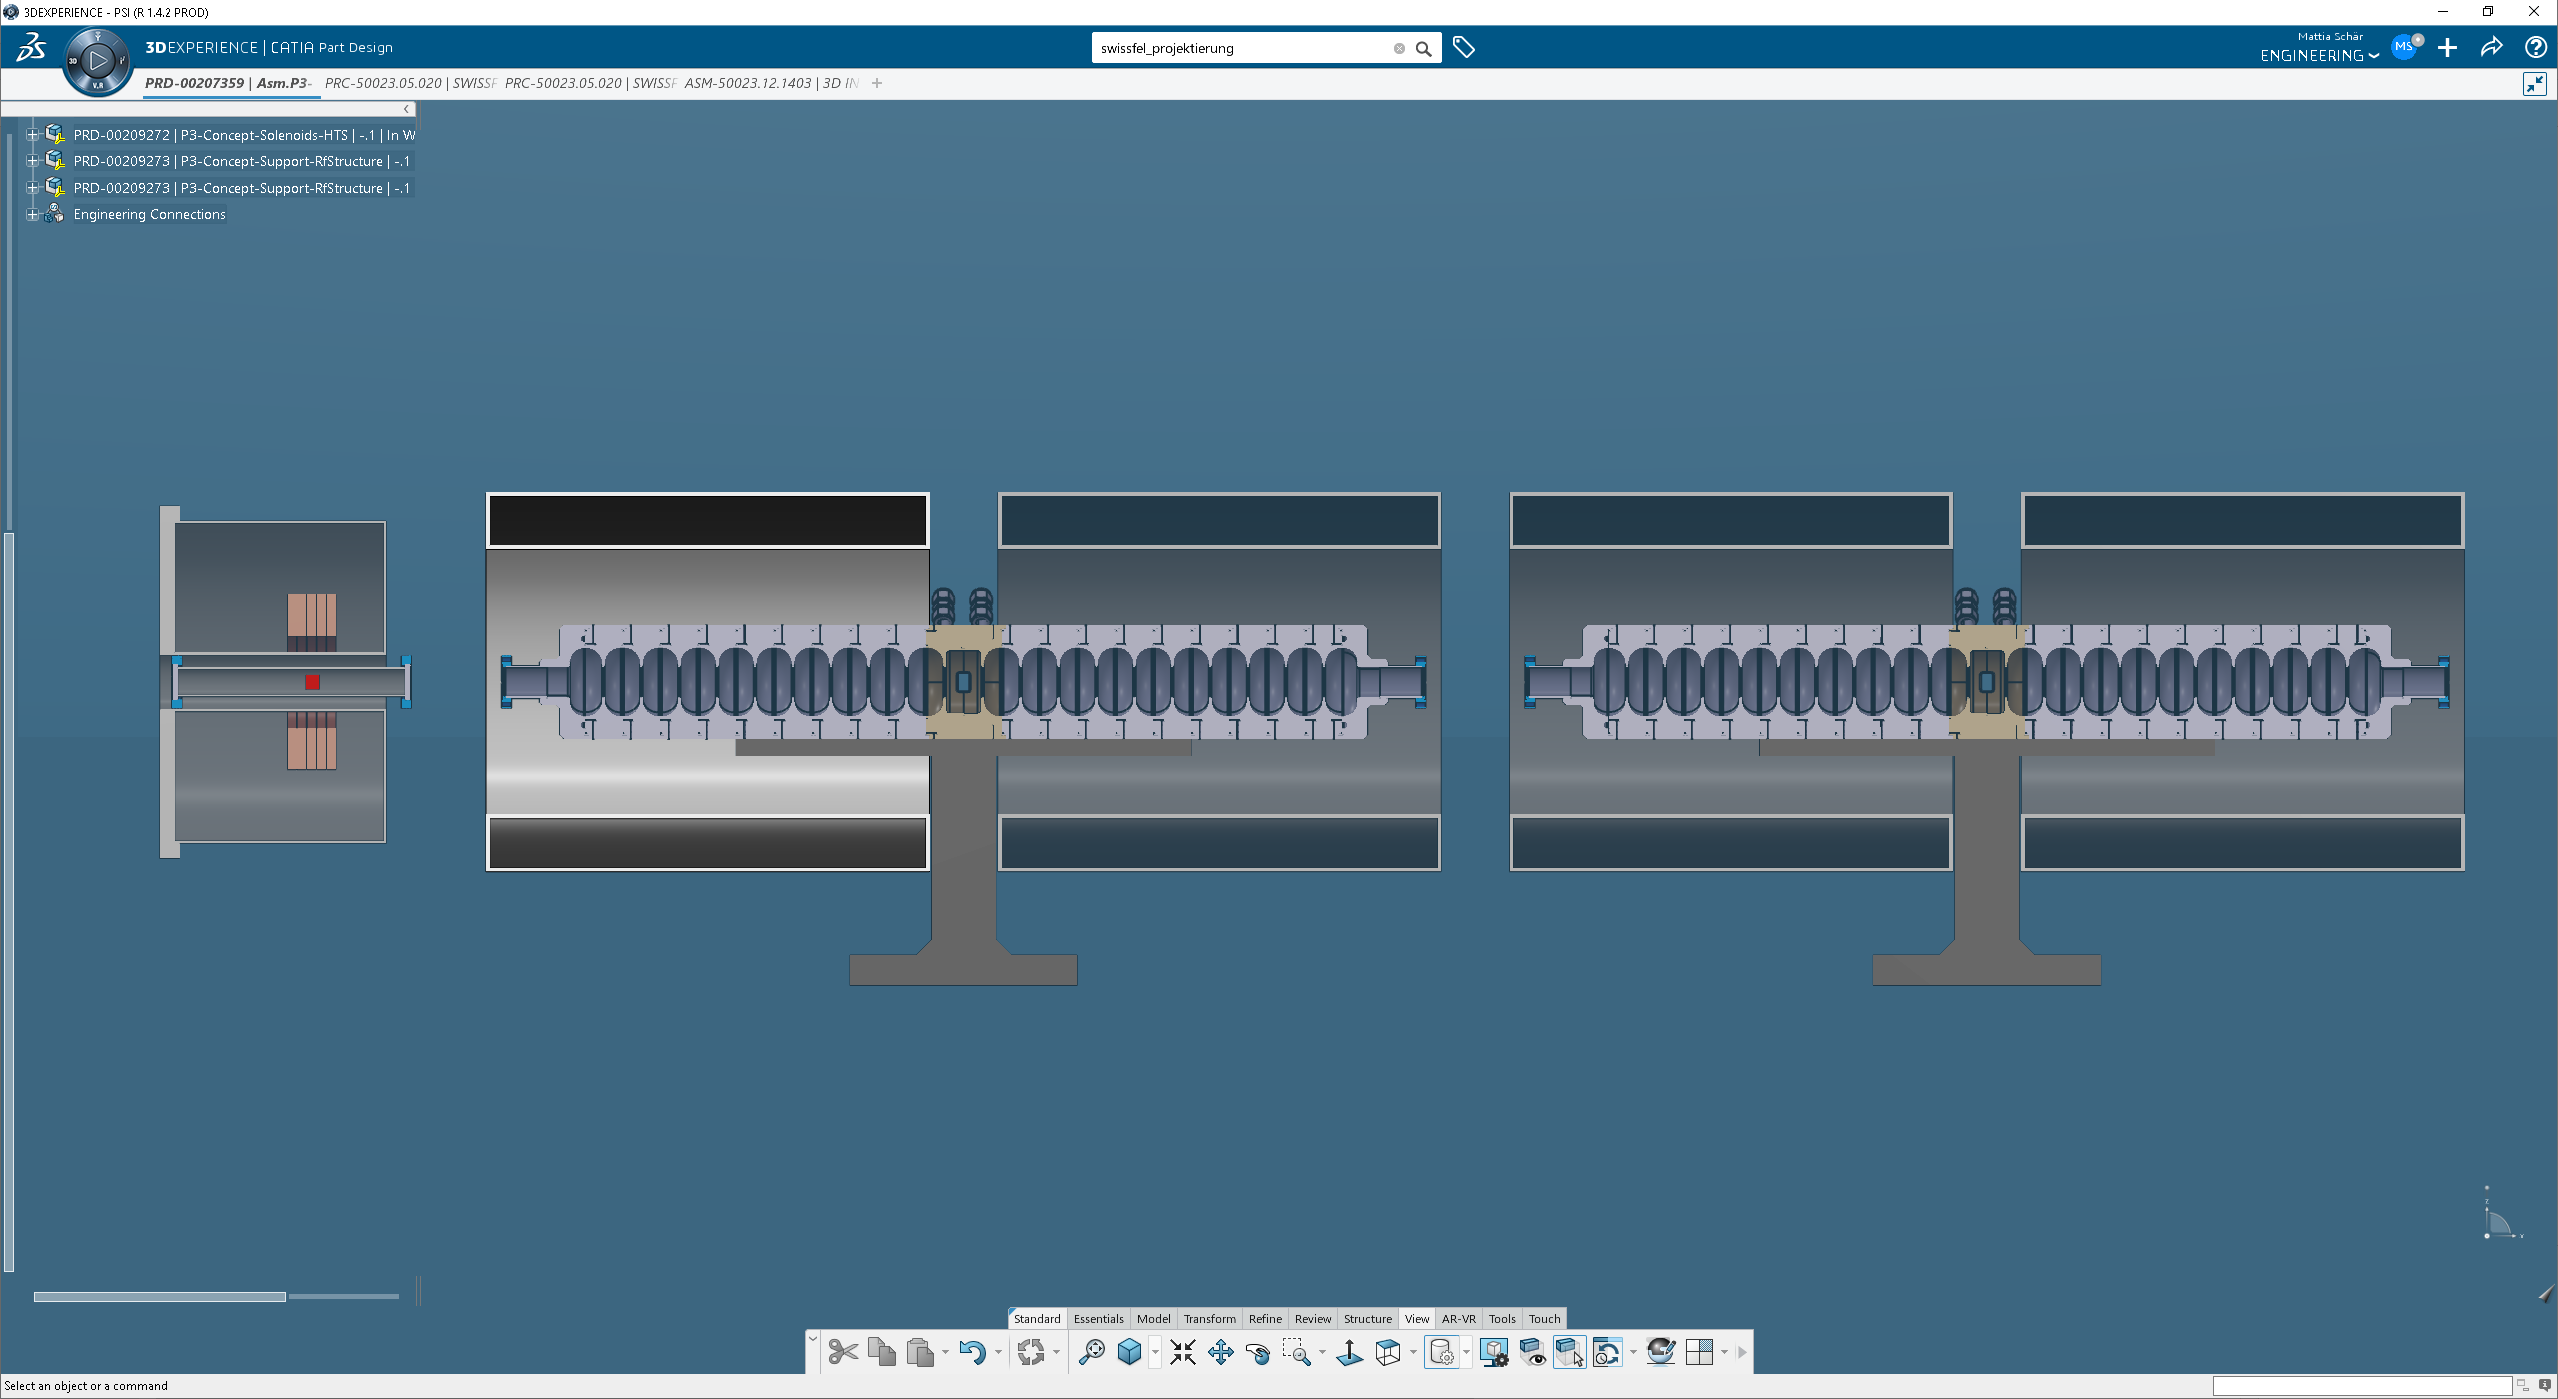 3DEXPERIENCE - PSI (R 1.4.2 PROD)
3DEXPERIENCE | CATIA Part Design
swissfel_projektierung
Mattia Schär
ENGINEERING
MS
3D
V.R
PRD-00207359 | Asm.P3-
PRC-50023.05.020 | SWISSF
PRC-50023.05.020 | SWISSF
ASM-50023.12.1403 | 3D IN
PRD-00209272 | P3-Concept-Solenoids-HTS | -.1 | In W
PRD-00209273 | P3-Concept-Support-RfStructure | -.1
PRD-00209273 | P3-Concept-Support-RfStructure | -.1
Engineering Connections
z
x
Standard Essentials Model Transform Refine Review Structure View AR-VR Tools Touch
Select an object or a command